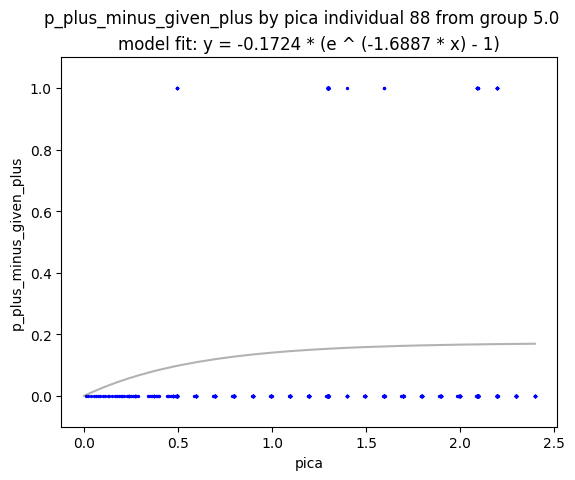 p_plus_minus_given_plus by pica individual 88 from group 5.0
model fit: y = -0.1724 * (e ^ (-1.6887 * x) - 1)
1.0
0.8
0.6
0.4
0.2
0.0
p_plus_minus_given_plus
0.0 0.5 1.0 1.5 2.0 2.5
pica